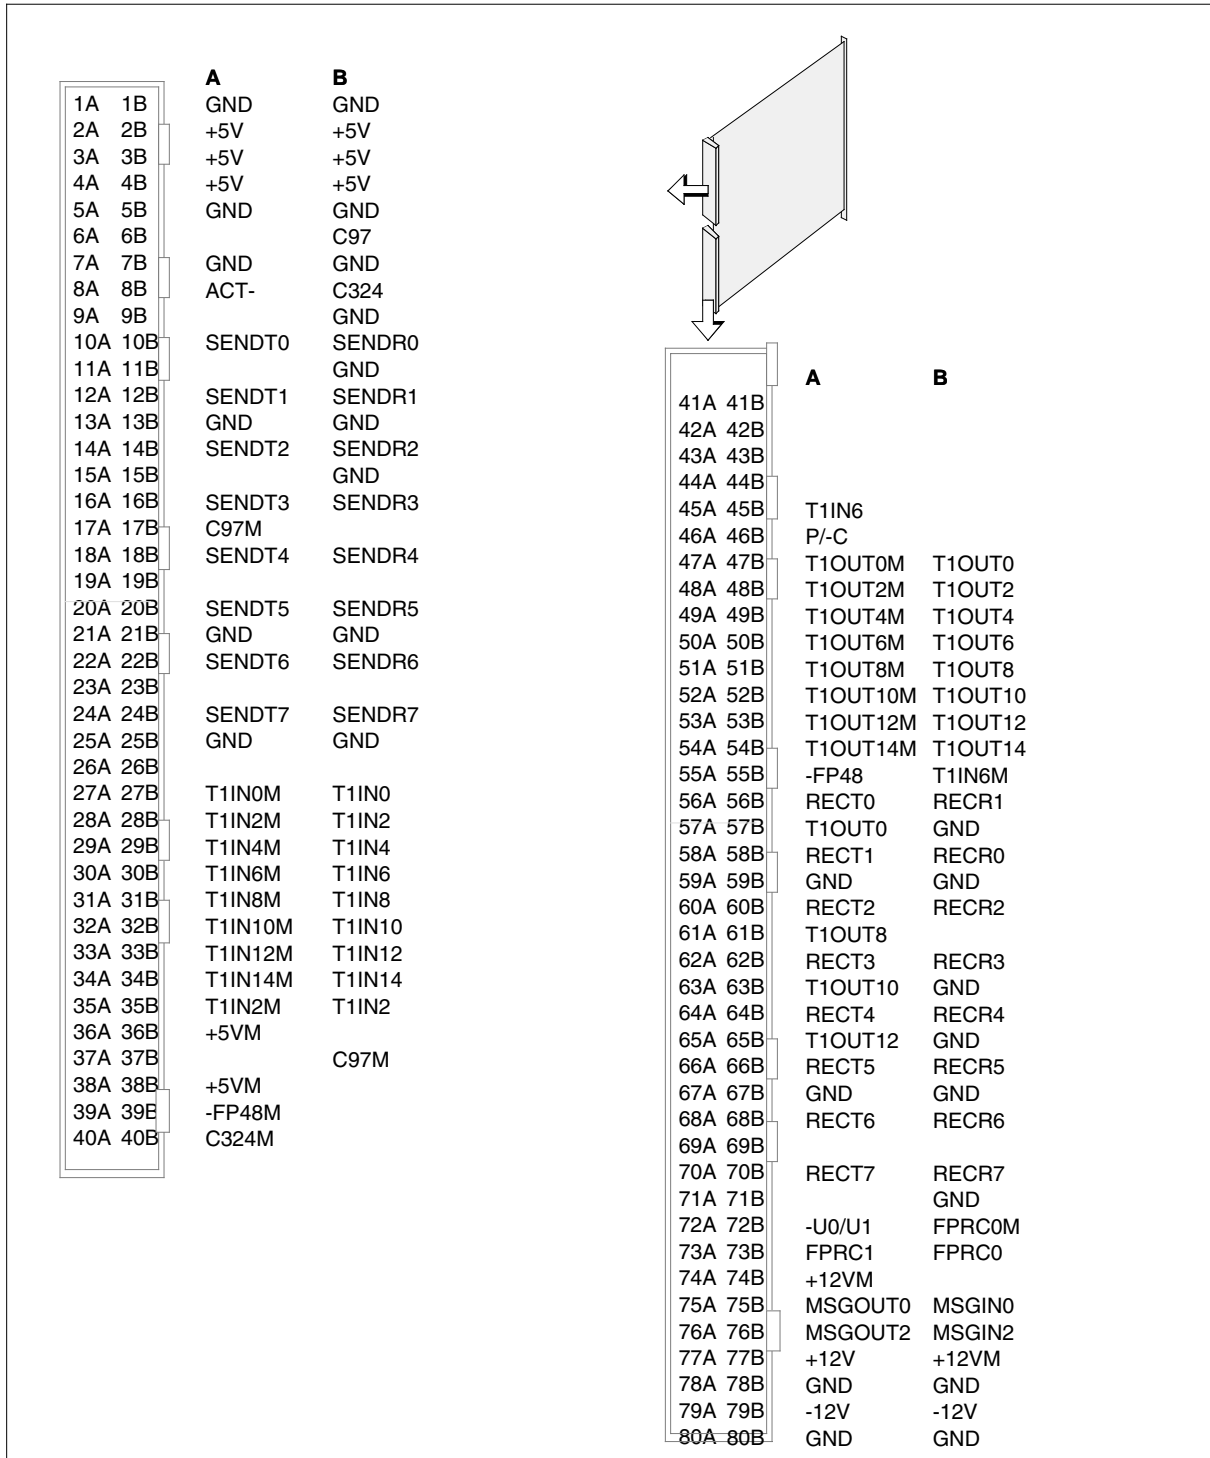 A B
1A 1B GND GND
2A 2B +5V +5V
3A 3B +5V +5V
4A 4B +5V +5V
5A 5B GND GND
6A 6B C97
7A 7B GND GND
8A 8B ACT- C324
9A 9B GND
10A 10B SENDT0 SENDR0
11A 11B GND
12A 12B SENDT1 SENDR1
13A 13B GND GND
14A 14B SENDT2 SENDR2
15A 15B GND
16A 16B SENDT3 SENDR3
17A 17B C97M
18A 18B SENDT4 SENDR4
19A 19B
20A 20B SENDT5 SENDR5
21A 21B GND GND
22A 22B SENDT6 SENDR6
23A 23B
24A 24B SENDT7 SENDR7
25A 25B GND GND
26A 26B
27A 27B T1IN0M T1IN0
28A 28B T1IN2M T1IN2
29A 29B T1IN4M T1IN4
30A 30B T1IN6M T1IN6
31A 31B T1IN8M T1IN8
32A 32B T1IN10M T1IN10
33A 33B T1IN12M T1IN12
34A 34B T1IN14M T1IN14
35A 35B T1IN2M T1IN2
36A 36B +5VM
37A 37B C97M
38A 38B +5VM
39A 39B -FP48M
40A 40B C324M
A B
41A 41B
42A 42B
43A 43B
44A 44B
45A 45B T1IN6
46A 46B P/-C
47A 47B T1OUT0M T1OUT0
48A 48B T1OUT2M T1OUT2
49A 49B T1OUT4M T1OUT4
50A 50B T1OUT6M T1OUT6
51A 51B T1OUT8M T1OUT8
52A 52B T1OUT10M T1OUT10
53A 53B T1OUT12M T1OUT12
54A 54B T1OUT14M T1OUT14
55A 55B -FP48 T1IN6M
56A 56B RECT0 RECR1
57A 57B T1OUT0 GND
58A 58B RECT1 RECR0
59A 59B GND GND
60A 60B RECT2 RECR2
61A 61B T1OUT8
62A 62B RECT3 RECR3
63A 63B T1OUT10 GND
64A 64B RECT4 RECR4
65A 65B T1OUT12 GND
66A 66B RECT5 RECR5
67A 67B GND GND
68A 68B RECT6 RECR6
69A 69B
70A 70B RECT7 RECR7
71A 71B GND
72A 72B -U0/U1 FPRC0M
73A 73B FPRC1 FPRC0
74A 74B +12VM
75A 75B MSGOUT0 MSGIN0
76A 76B MSGOUT2 MSGIN2
77A 77B +12V +12VM
78A 78B GND GND
79A 79B -12V -12V
80A 80B GND GND